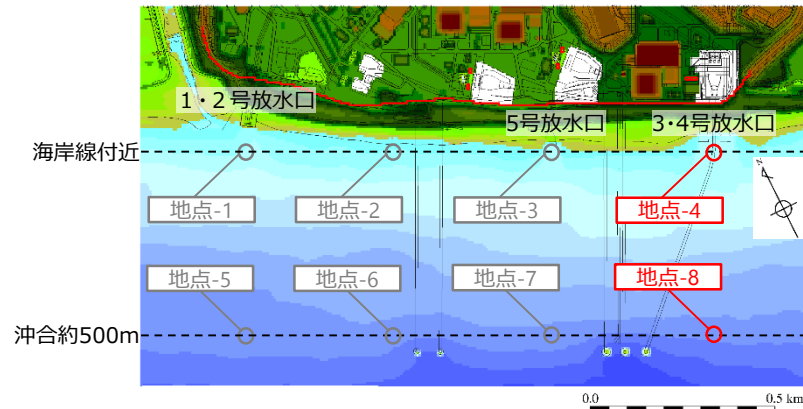 1・2号放水口
5号放水口
3・4号放水口
海岸線付近
地点-1
地点-2
地点-3
地点-4
N
地点-5
地点-6
地点-7
地点-8
沖合約500m
0.0
0.5 km